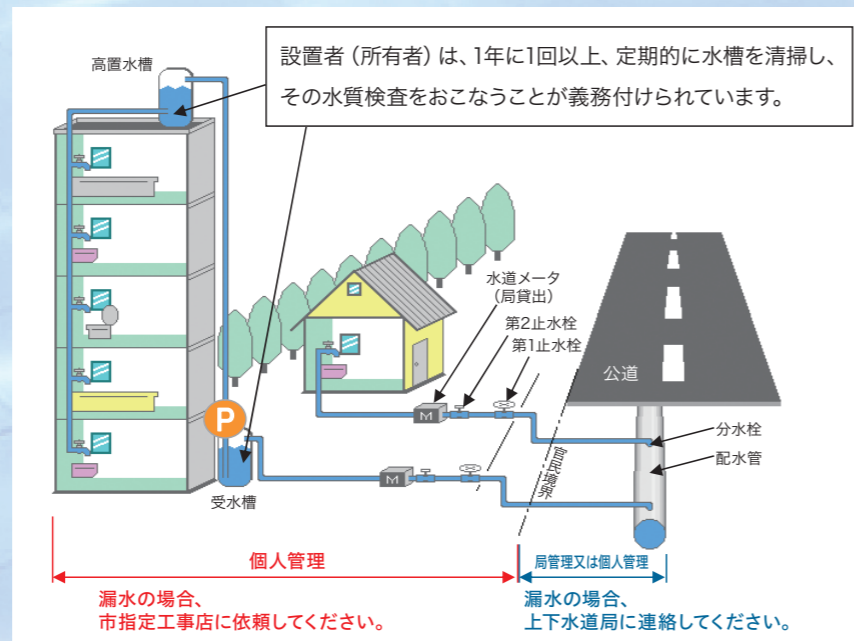 設置者（所有者）は、1年に1回以上、定期的に水槽を清掃し、
その水質検査をおこなうことが義務付けられています。
高置水槽
水道メータ
（局貸出）
第2止水栓
第1止水栓
公道
分水栓
配水管
官民境界
P
M
M
受水槽
個人管理
局管理又は個人管理
漏水の場合、
市指定工事店に依頼してください。
漏水の場合、
上下水道局に連絡してください。